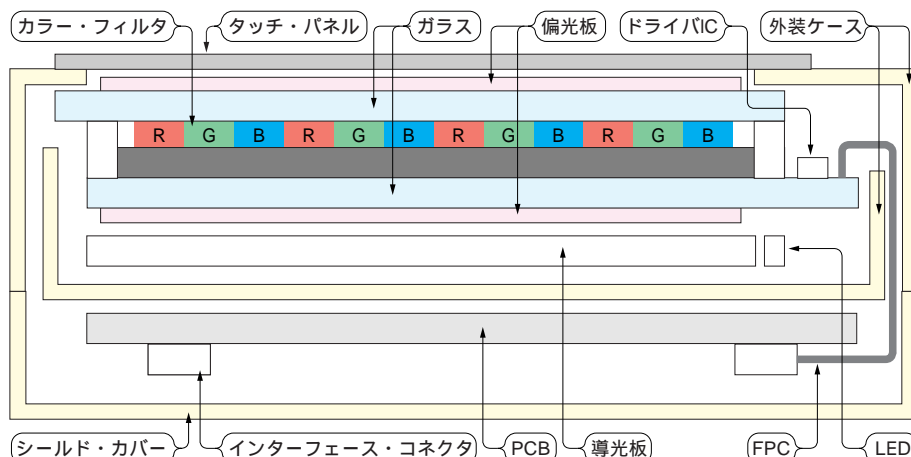 カラー・フィルタ タッチ・パネル ガラス 偏光板 ドライバIC 外装ケース
R G B R G B R G B R G B
シールド・カバー インターフェース・コネクタ PCB 導光板 FPC LED